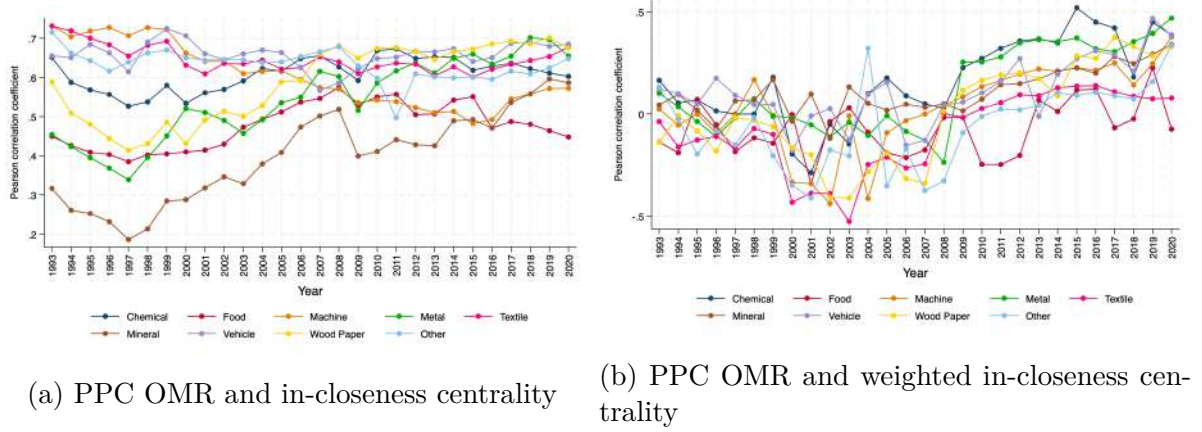 Pearson correlation coefficient
.7
.6
.5
.4
.3
.2
1993 1994 1995 1996 1997 1998 1999 2000 2001 2002 2003 2004 2005 2006 2007 2008 2009 2010 2011 2012 2013 2014 2015 2016 2017 2018 2019 2020
Year
Chemical Food Machine Metal Textile
Mineral Vehicle Wood Paper Other
(a) PPC OMR and in-closeness centrality
Pearson correlation coefficient
.5
0
-.5
1993 1994 1995 1996 1997 1998 1999 2000 2001 2002 2003 2004 2005 2006 2007 2008 2009 2010 2011 2012 2013 2014 2015 2016 2017 2018 2019 2020
Year
Chemical Food Machine Metal Textile
Mineral Vehicle Wood Paper Other
(b) PPC OMR and weighted in-closeness cen-
trality